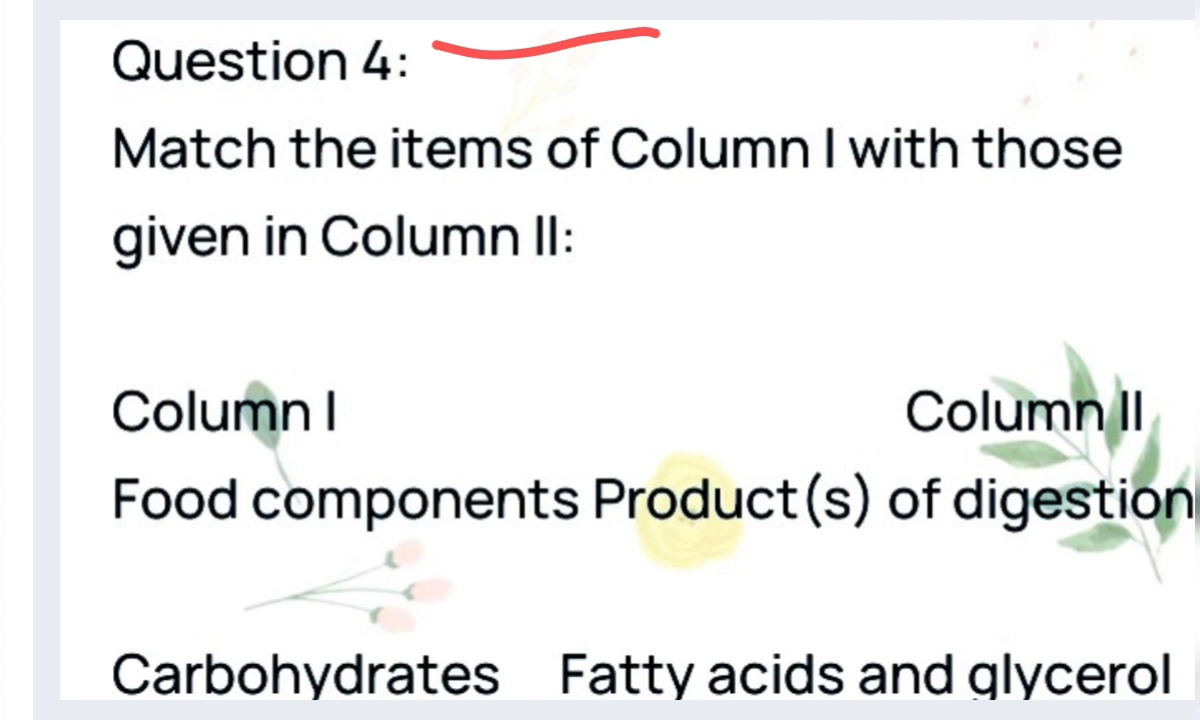 Question 4:
Match the items of Column I with those
given in Column II:
Column I Column II
Food components Product(s) of digestion
Carbohydrates Fatty acids and glycerol